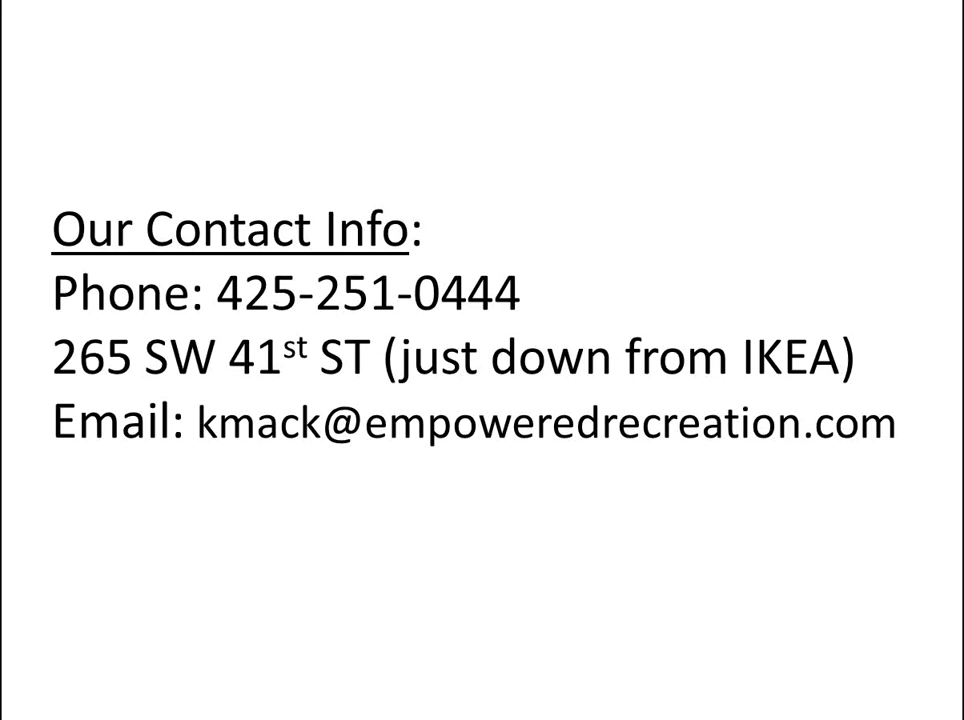 Our Contact Info:
Phone: 425-251-0444
265 SW 41st ST (just down from IKEA)
Email: kmack@empoweredrecreation.com